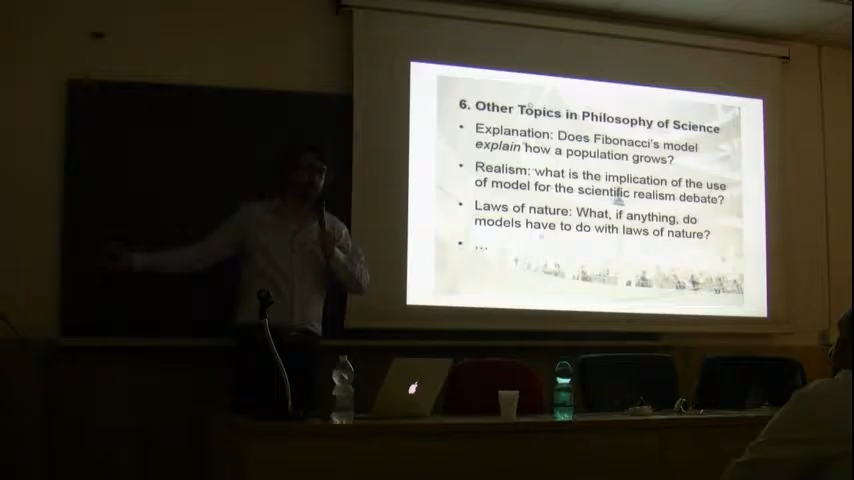 6. Other Topics in Philosophy of Science
• Explanation: Does Fibonacci's model
explain how a population grows?
• Realism: what is the implication of the use
of model for the scientific realism debate?
• Laws of nature: What, if anything, do
models have to do with laws of nature?
• ...